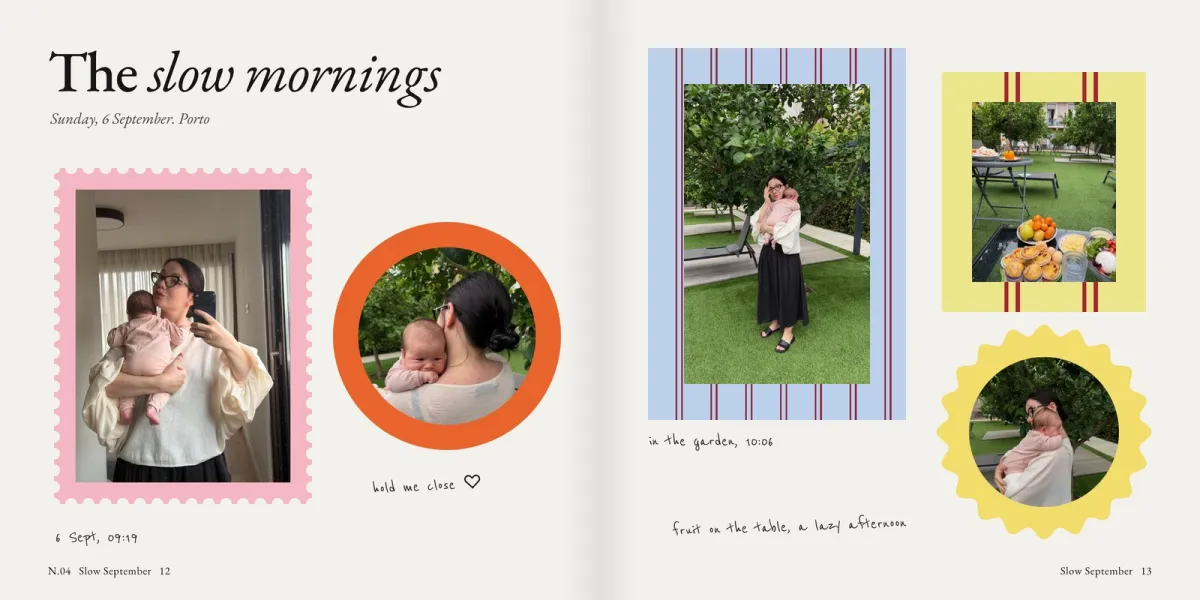 The slow mornings
Sunday, 6 September. Porto
hold me close ♡
6 Sept, 09:19
N.04 Slow September 12
in the garden, 10:06
fruit on the table, a lazy afternoon
Slow September 13